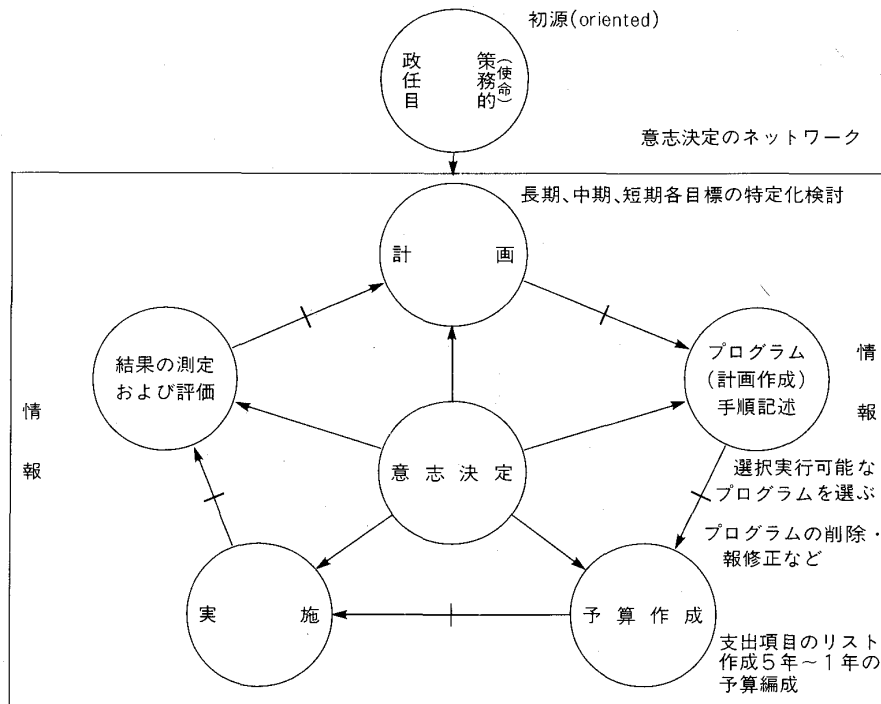 初源(oriented)
政策
任務
目的
(使命)
意志決定のネットワーク
長期、中期、短期各目標の特定化検討
計画
結果の測定
および評価
プログラム
(計画作成)
手順記述
情報
情報
意志決定
選択実行可能な
プログラムを選ぶ
プログラムの削除・
報修正など
実施
予算作成
支出項目のリスト
作成5年~1年の
予算編成